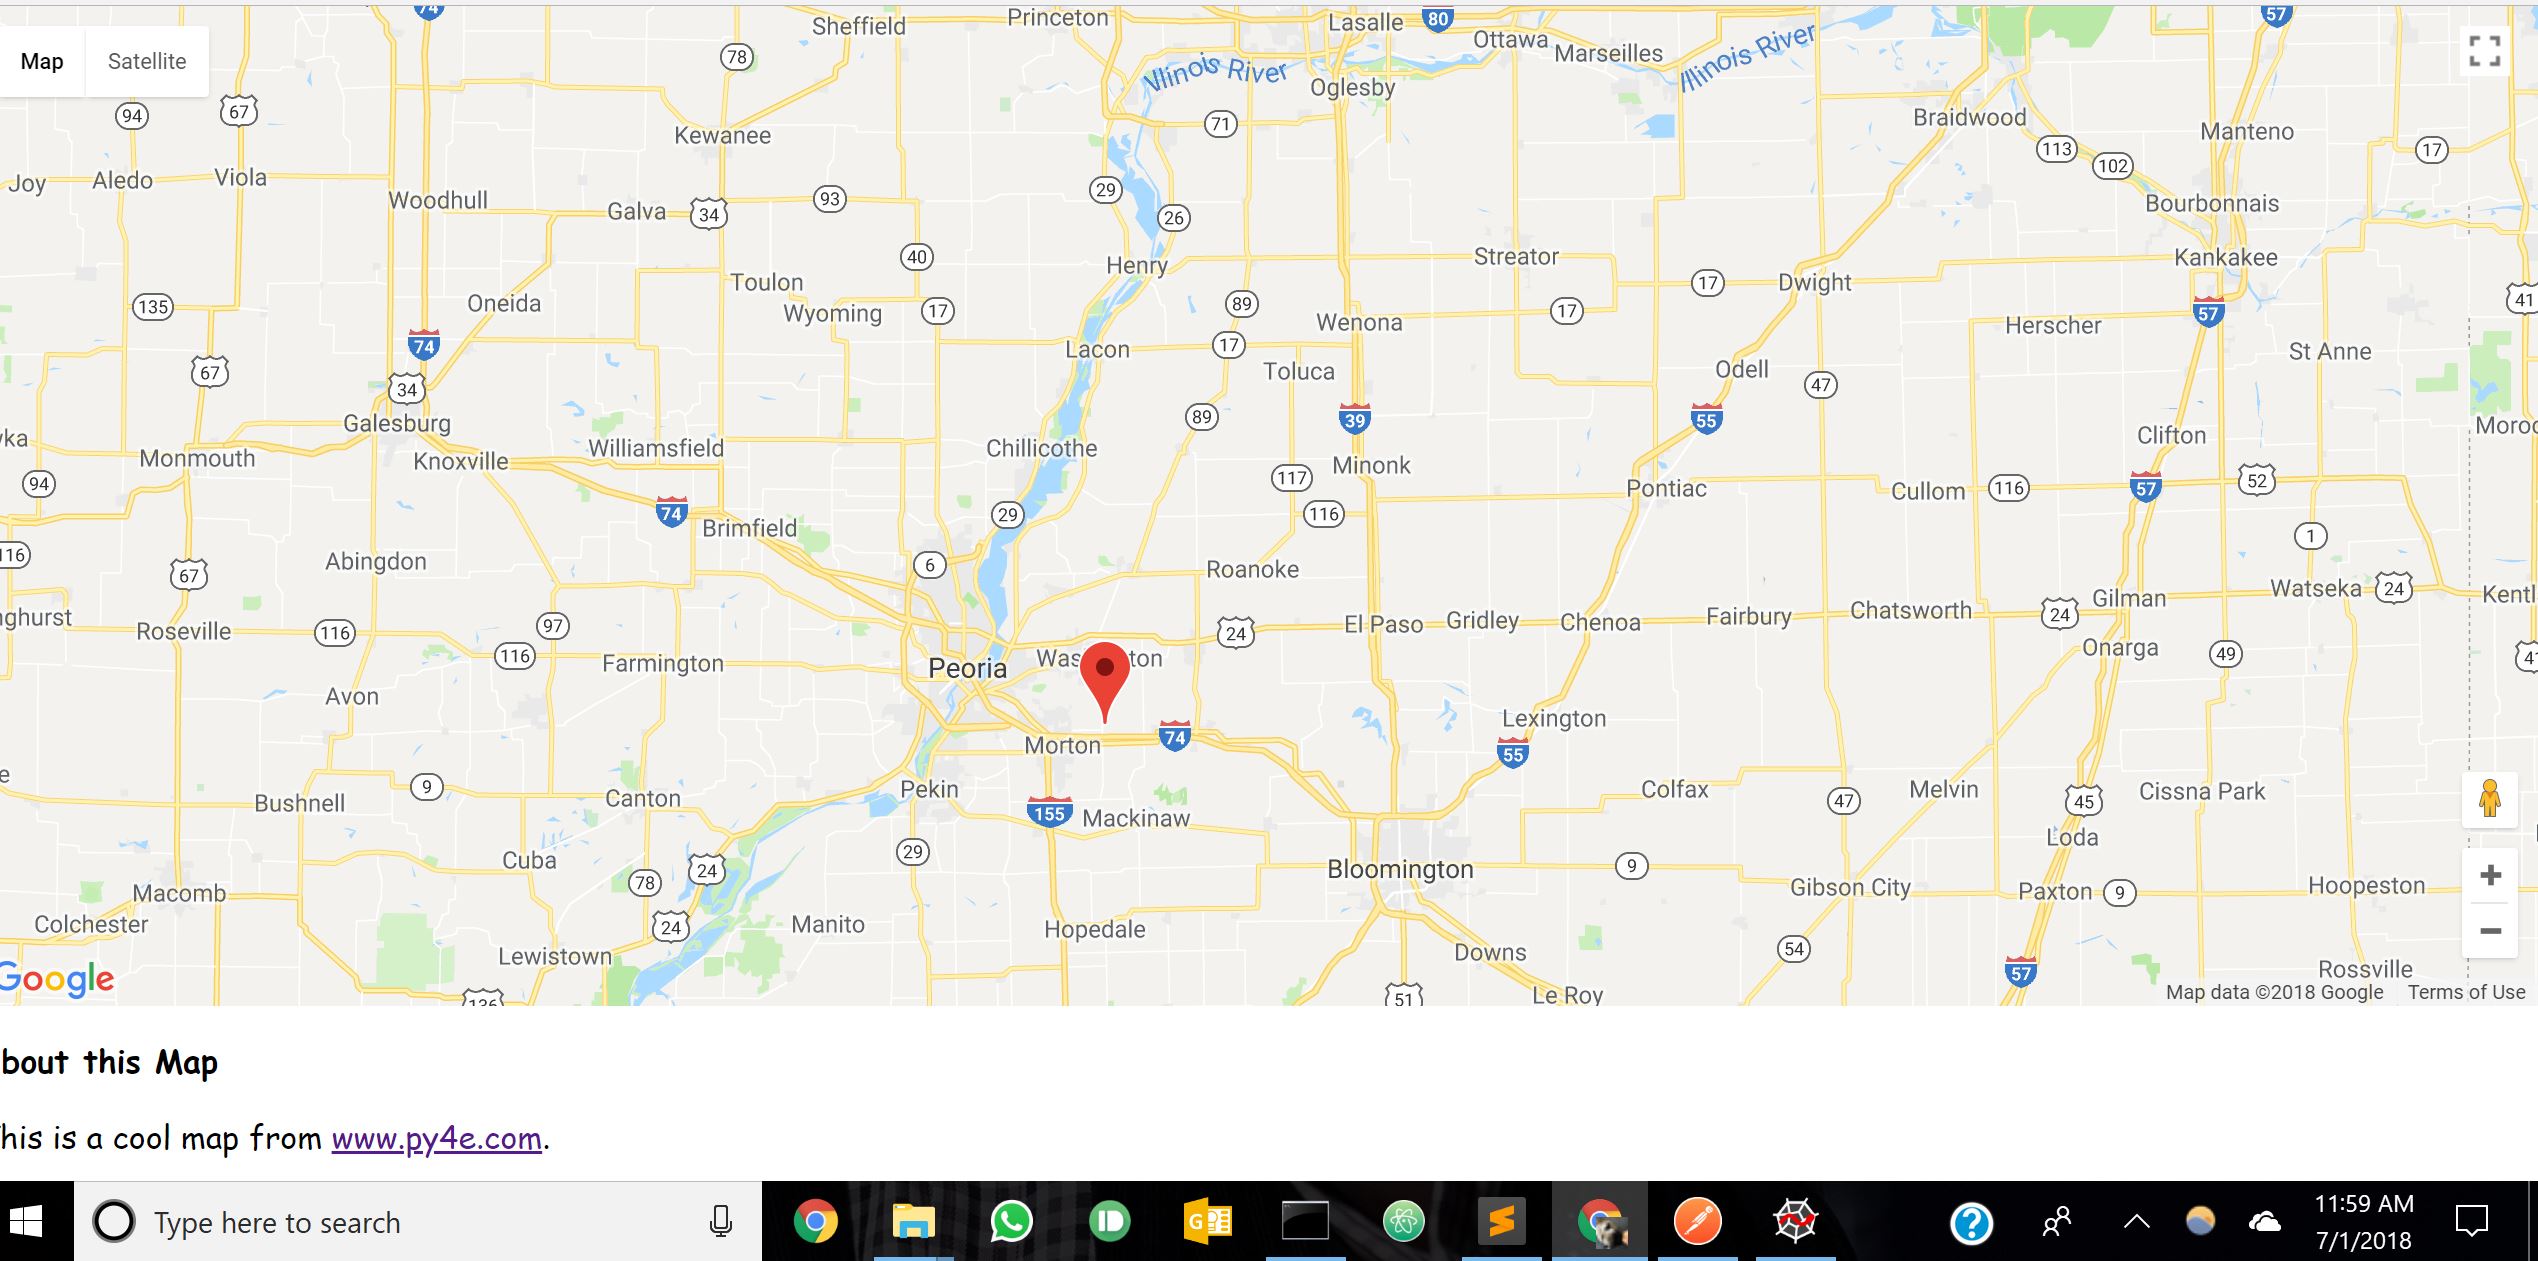 74
Sheffield
Princeton
Lasalle
80
57
Ottawa
Marseilles
Illinois River
Illinois River
Map
Satellite
78
Oglesby
94
67
71
Braidwood
Kewanee
Manteno
113
102
17
Joy
Aledo
Viola
Woodhull
29
93
Galva
34
26
Bourbonnais
40
Henry
Streator
Kankakee
Toulon
17
Dwight
135
Oneida
Wyoming
17
89
17
41
57
Wenona
Herscher
74
Lacon
17
St Anne
67
Toluca
Odell
34
47
Galesburg
89
39
55
Clifton
Monmouth
Knoxville
Williamsfield
Chillicothe
Minonk
94
117
Pontiac
Cullom
116
57
52
74
Brimfield
29
116
1
116
Abingdon
6
Roanoke
67
Watseka
24
Gilman
Roseville
116
97
24
El Paso
Gridley
Chenoa
Fairbury
Chatsworth
24
116
Farmington
Peoria
Onarga
49
Avon
Lexington
74
Morton
55
9
Bushnell
Canton
Pekin
155
Mackinaw
Colfax
47
Melvin
45
Cissna Park
Loda
Cuba
29
24
78
Bloomington
9
Macomb
Gibson City
Paxton
9
Hoopeston
Colchester
24
Manito
Hopedale
54
Lewistown
Downs
57
Rossville
Google
136
51
Le Roy
Map data ©2018 Google
Terms of Use
bout this Map
his is a cool map from www.py4e.com.
Type here to search
G
11:59 AM
7/1/2018